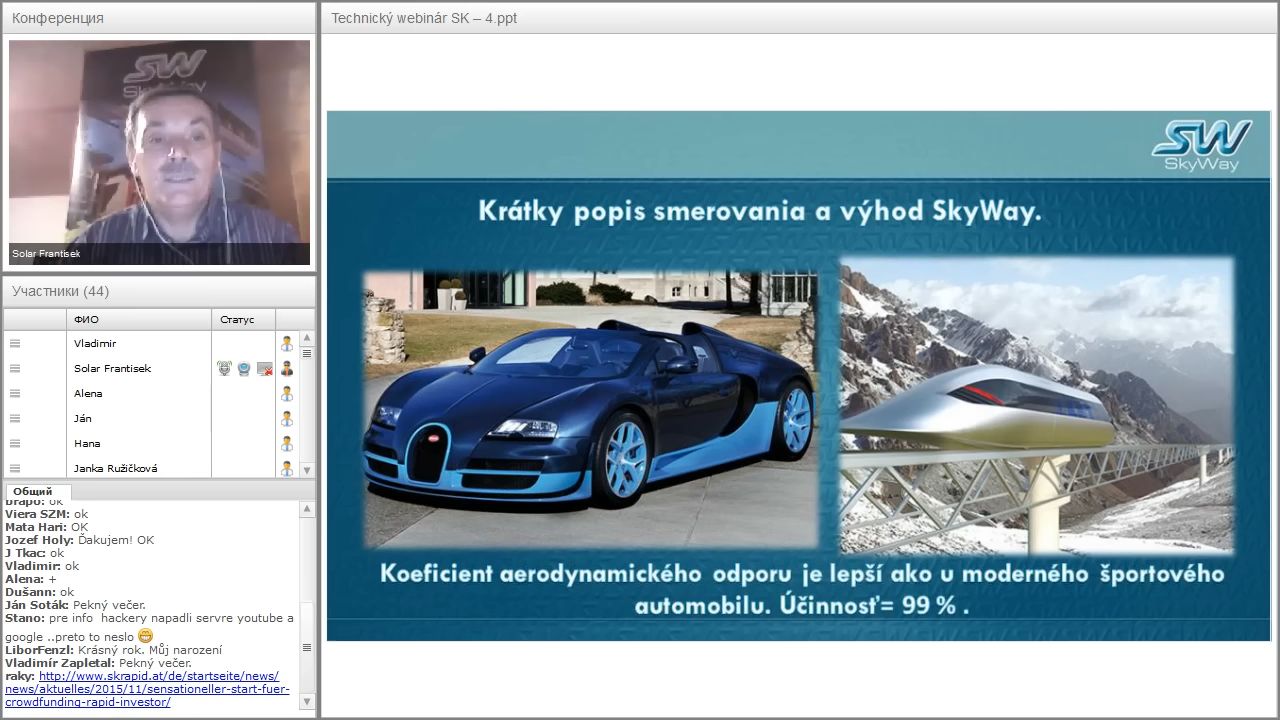 Конференция
SW
SkyWay
Solar Frantisek
Участники (44)
ФИО
Статус
Vladimir
Solar Frantisek
Alena
Ján
Hana
Janka Ružičková
Общий
Brapo: ok
Viera SZM: ok
Mata Hari: OK
Jozef Holy: Ďakujem! OK
J Tkac: ok
Vladimir: ok
Alena: +
Dušann: ok
Ján Soták: Pekný večer.
Stano: pre info hackery napadli servre youtube a
google ..preto to neslo
LiborFenzl: Krásný rok. Můj narození
Vladimír Zapletal: Pekný večer.
raky: http://www.skrapid.at/de/startseite/news/
news/aktuelles/2015/11/sensationeller-start-fuer-
crowdfunding-rapid-investor/
Technický webinár SK – 4.ppt
SW
SkyWay
Krátky popis smerovania a výhod SkyWay.
Koeficient aerodynamického odporu je lepší ako u moderného športového
automobilu. Účinnosť= 99 % .